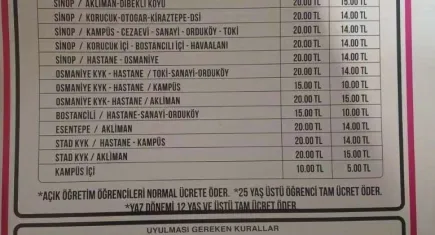 SİNOP / AKLİMAN-DİBEKLİ KÖYÜ 20.00 TL 15.00 TL
SİNOP / KORUCUK-OTOGAR-KİRAZTEPE-DSİ 20.00 TL 14.00 TL
SİNOP / KAMPÜS - CEZAEVİ - SANAYİ - ORDUKÖY - TOKİ 20.00 TL 14.00 TL
SİNOP / KORUCUK İÇİ - BOSTANCILI İÇİ - HAVAALANI 20.00 TL 14.00 TL
SİNOP / HASTANE - OSMANİYE 20.00 TL 14.00 TL
OSMANİYE KYK - HASTANE / TOKİ-SANAYİ-ORDUKÖY 20.00 TL 14.00 TL
OSMANİYE KYK - HASTANE / KAMPÜS 15.00 TL 10.00 TL
OSMANİYE KYK- HASTANE / AKLİMAN 20.00 TL 15.00 TL
BOSTANCILI / HASTANE-SANAYİ-ORDUKÖY 15.00 TL 10.00 TL
ESENTEPE / AKLİMAN 20.00 TL 14.00 TL
STAD KYK / HASTANE - KAMPÜS 20.00 TL 14.00 TL
STAD KYK / AKLİMAN 20.00 TL 15.00 TL
KAMPÜS İÇİ 10.00 TL 5.00 TL
*AÇIK ÖĞRETİM ÖĞRENCİLERİ NORMAL ÜCRETE ÖDER. *25 YAŞ ÜSTÜ ÖĞRENCİ TAM ÜCRET ÖDER.
*YAZ DÖNEMİ 12 YAŞ VE ÜSTÜ TAM ÜCRET ÖDER
UYULMASI GEREKEN KURALLAR